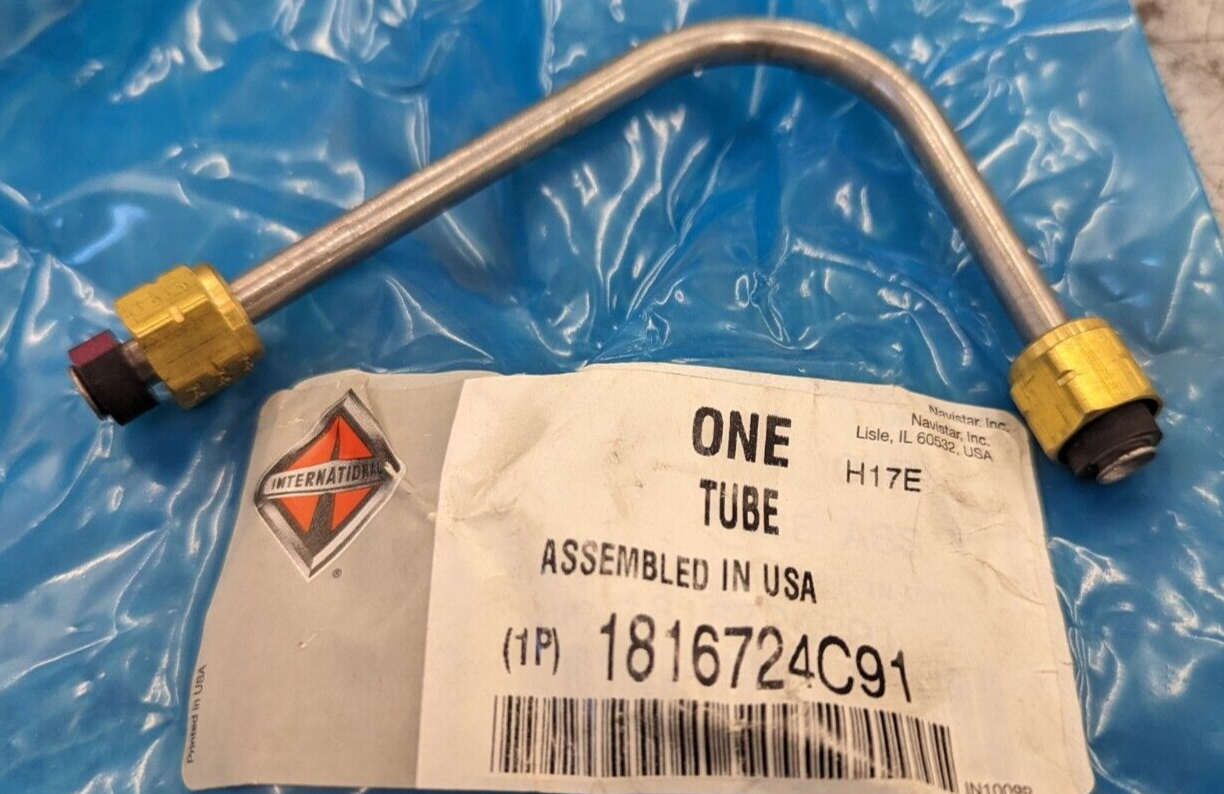 INTERNATIONAL
®
Printed in USA
ONE
TUBE
ASSEMBLED IN USA
(1P) 1816724C91
Navistar, Inc.
Navistar, Inc.
Lisle, IL 60532, USA
H17E